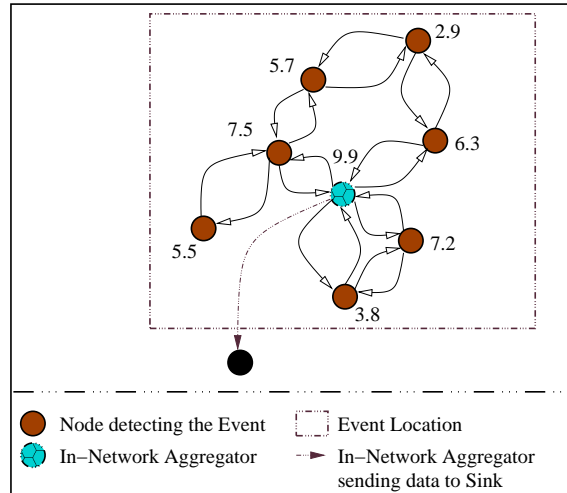 2.9
5.7
7.5
9.9
6.3
5.5
7.2
3.8
Node detecting the Event
Event Location
In−Network Aggregator
In−Network Aggregator
sending data to Sink